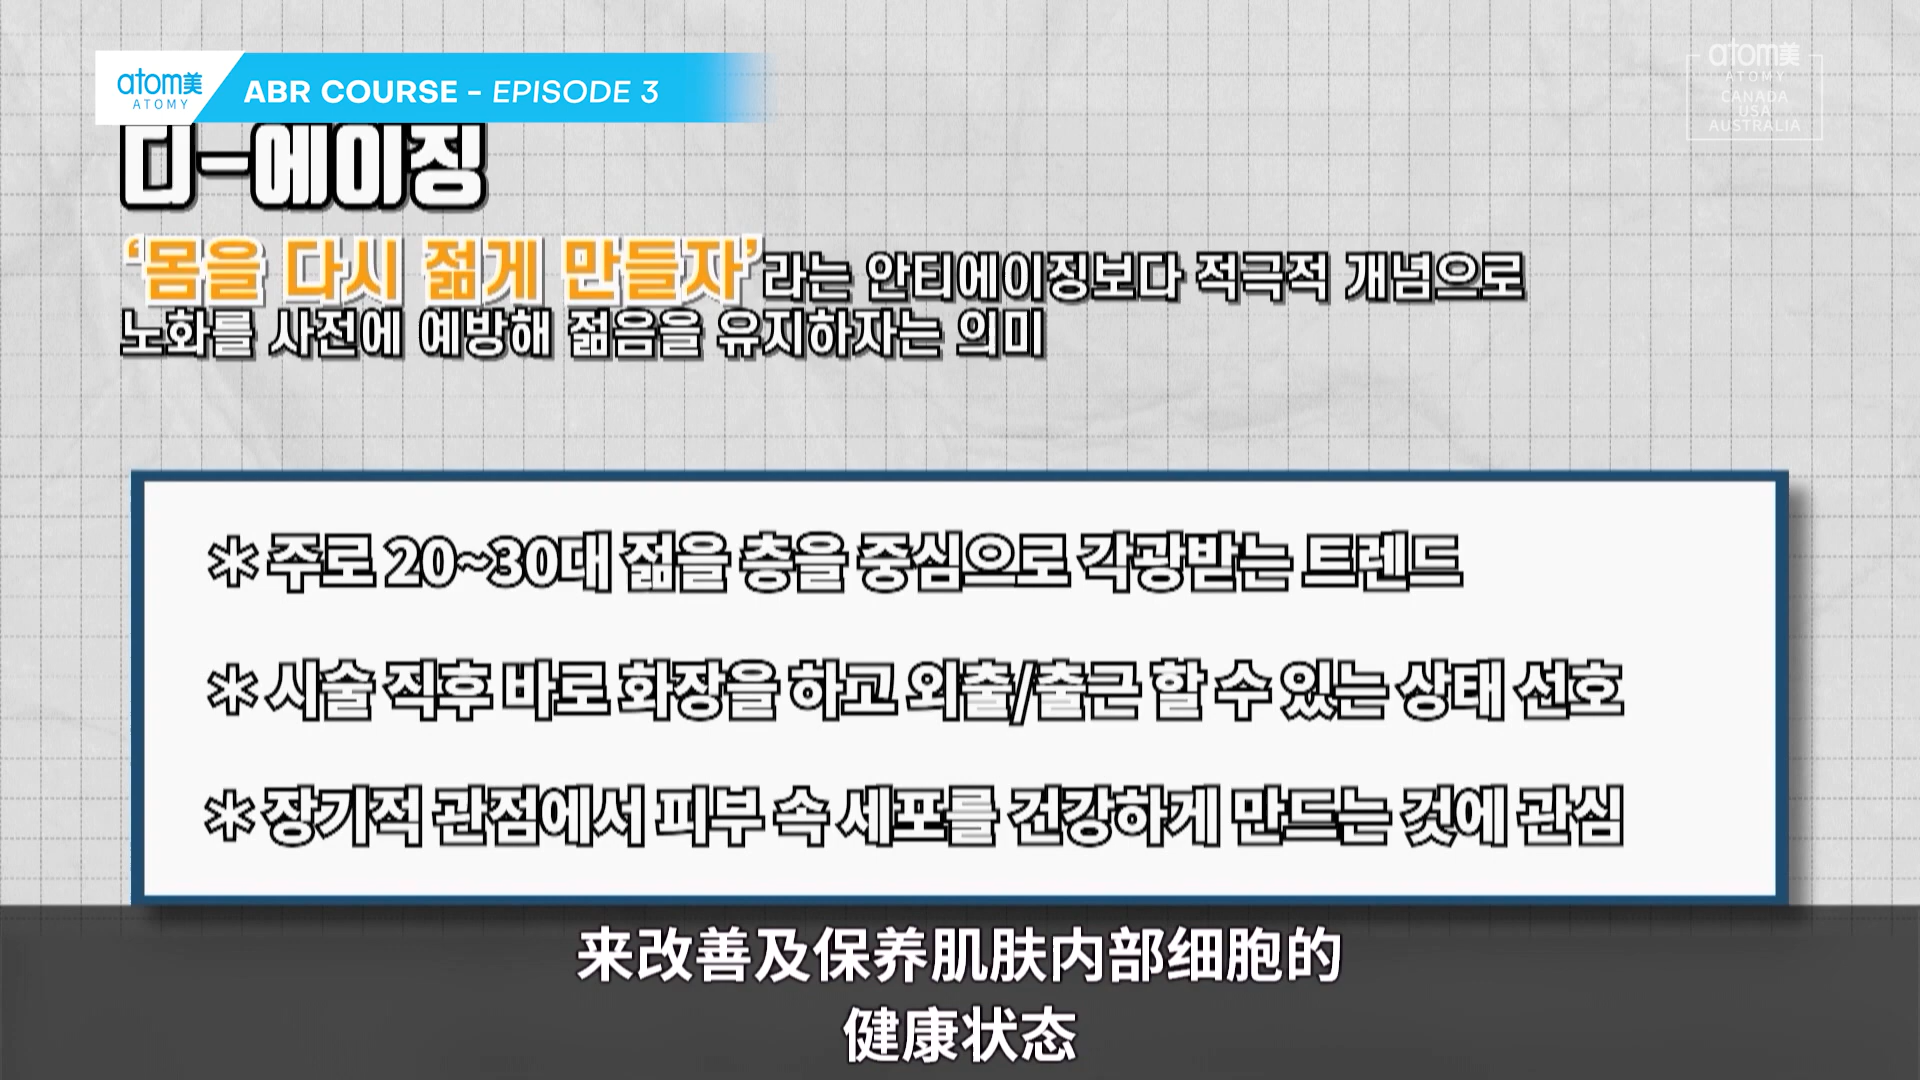 atom美
ATOMY
ABR COURSE - EPISODE 3
atom美
ATOMY
CANADA
USA
AUSTRALIA
디-에이징
‘몸을 다시 젊게 만들자’라는 안티에이징보다 적극적 개념으로
노화를 사전에 예방해 젊음을 유지하자는 의미
* 주로 20~30대 젊을 층을 중심으로 각광받는 트렌드
* 시술 직후 바로 화장을 하고 외출/출근 할 수 있는 상태 선호
* 장기적 관점에서 피부 속 세포를 건강하게 만드는 것에 관심
来改善及保养肌肤内部细胞的
健康状态